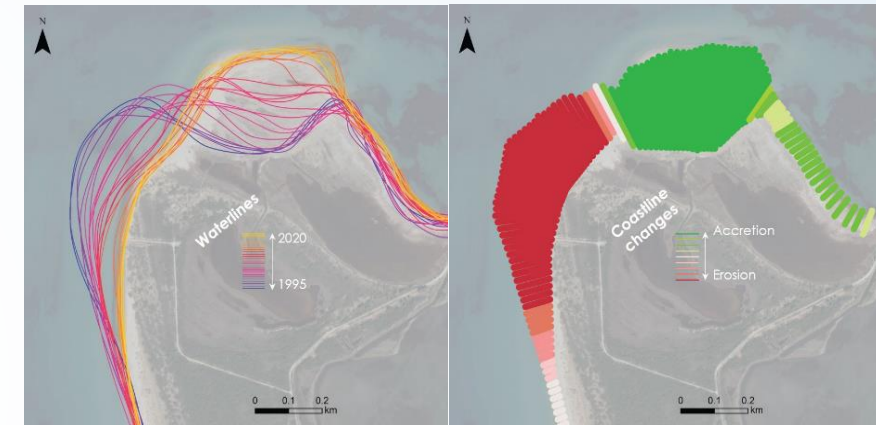 N
Waterlines
2020
1995
0 0.1 0.2
km
N
Coastline
changes
Accretion
Erosion
0 0.1 0.2
km